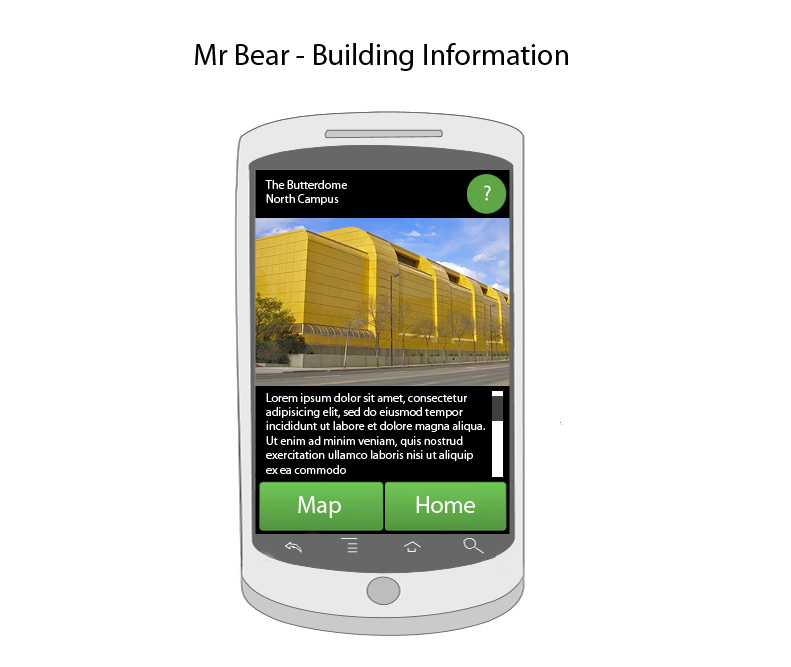 Mr Bear - Building Information
The Butterdome
North Campus
?
Lorem ipsum dolor sit amet, consectetur
adipisicing elit, sed do eiusmod tempor
incididunt ut labore et dolore magna aliqua.
Ut enim ad minim veniam, quis nostrud
exercitation ullamco laboris nisi ut aliquip
ex ea commodo
Map
Home